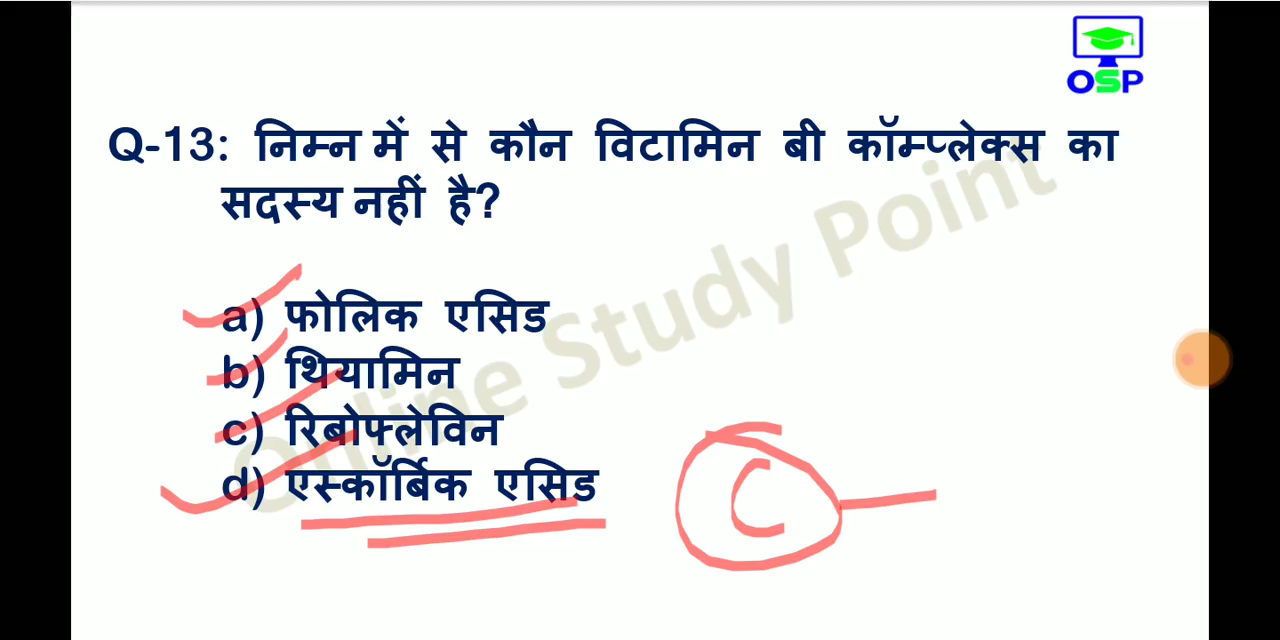 OSP
Q-13: निम्न में से कौन विटामिन बी कॉम्प्लेक्स का
सदस्य नहीं है?
a) फोलिक एसिड
b) थियामिन
c) रिबोफ्लेविन
d) एस्कॉर्बिक एसिड
C
Online Study Point